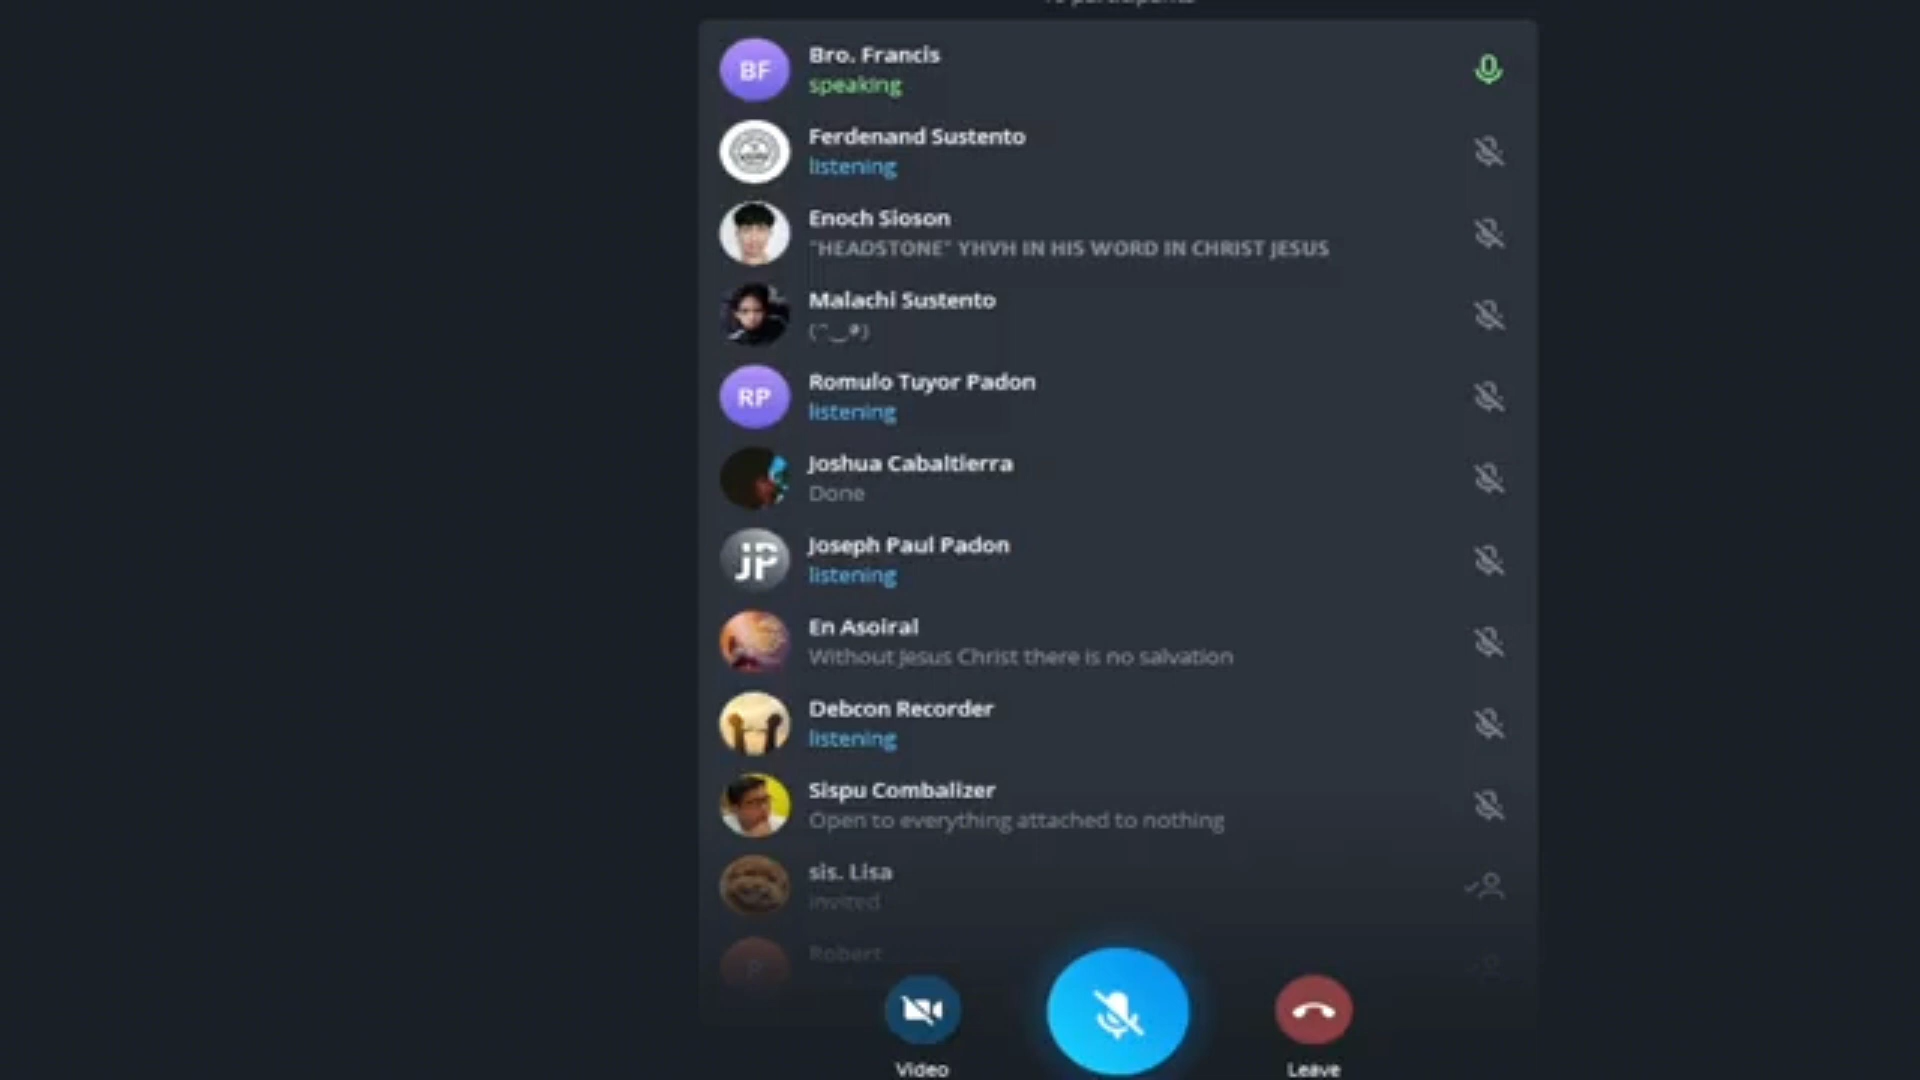 participants
BF
Bro. Francis
speaking
Ferdenand Sustento
listening
Enoch Sioson
"HEADSTONE" YHVH IN HIS WORD IN CHRIST JESUS
Malachi Sustento
RP
Romulo Tuyor Padon
listening
Joshua Cabaltierra
Done
JP
Joseph Paul Padon
listening
En Asoiral
Without Jesus Christ there is no salvation
Debcon Recorder
listening
Sispu Combalizer
Open to everything attached to nothing
sis. Lisa
invited
Robert
Video
Leave